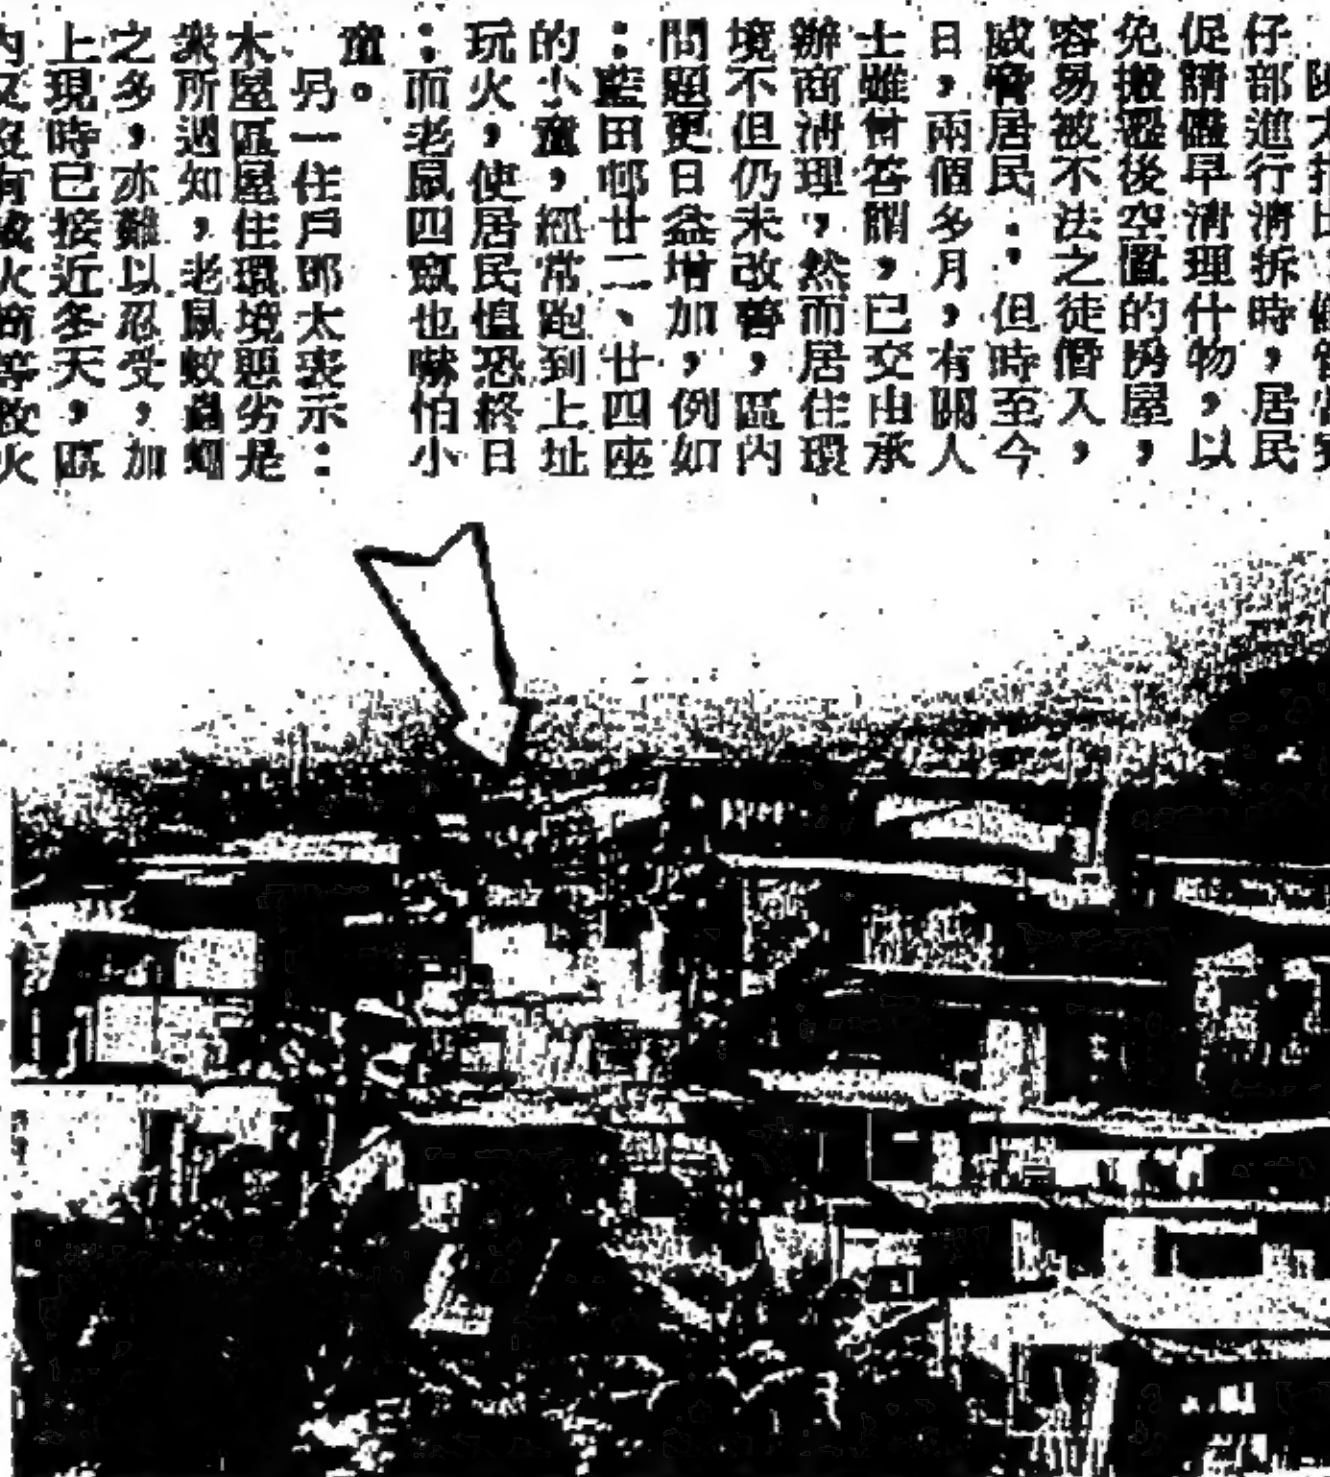 仔部進行清拆時，居民
促請儘早清理什物，以
免搬遷後空置的房屋，
容易被不法之徒僭入，
威脅居民；但時至今
日，兩個多月，有關人
士雖曾答謂，已交由承
辦商清理，然而居住環
境不但仍未改善，區內
問題更日益增加，例如
：藍田邨廿二、廿四座
的小童，經常跑到上址
玩火，使居民惶恐終日
；而老鼠四竄也嚇怕小
童。
另一住戶鄧太表示：
木屋區居住環境惡劣是
衆所週知，老鼠蚊蟲
之多，亦難以忍受，加
上現時已接近冬天，區
內又沒有滅火筒等救火